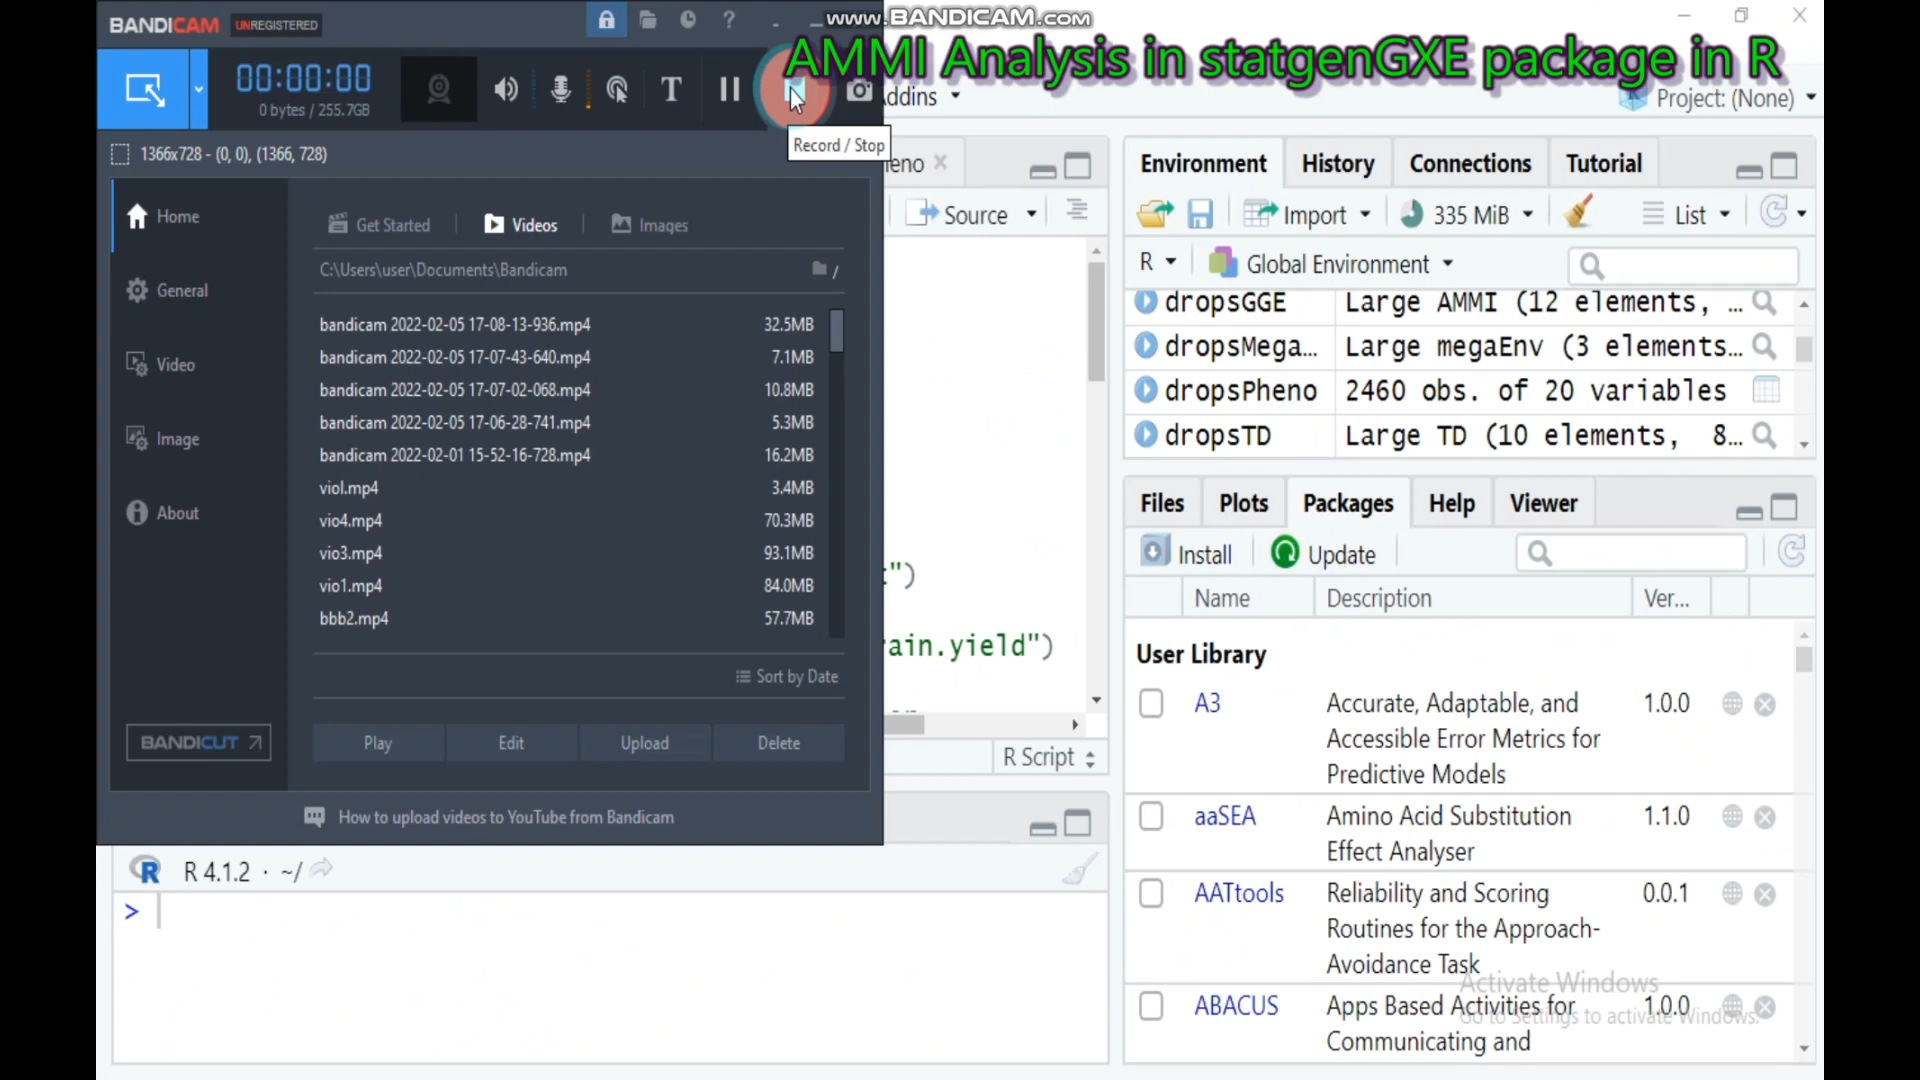 www.BANDICAM.com
AMMI Analysis in statgenGXE package in R
BANDICAM UNREGISTERED
00:00:00
0 bytes / 255.7GB
T
Record / Stop
1366x728 - (0, 0), (1366, 728)
Home
General
Video
Image
About
BANDICUT
Get Started
Videos
Images
C:\Users\user\Documents\Bandicam
/
bandicam 2022-02-05 17-08-13-936.mp4 32.5MB
bandicam 2022-02-05 17-07-43-640.mp4 7.1MB
bandicam 2022-02-05 17-07-02-068.mp4 10.8MB
bandicam 2022-02-05 17-06-28-741.mp4 5.3MB
bandicam 2022-02-01 15-52-16-728.mp4 16.2MB
viol.mp4 3.4MB
vio4.mp4 70.3MB
vio3.mp4 93.1MB
vio1.mp4 84.0MB
bbb2.mp4 57.7MB
Sort by Date
Play Edit Upload Delete
How to upload videos to YouTube from Bandicam
ddins
Project: (None)
eno
Source
")
ain.yield")
R Script
R 4.1.2 · ~/
>
Environment History Connections Tutorial
Import 335 MiB List
R Global Environment
dropsGGE Large AMMI (12 elements, …
dropsMega… Large megaEnv (3 elements…
dropsPheno 2460 obs. of 20 variables
dropsTD Large TD (10 elements, 8…
Files Plots Packages Help Viewer
Install Update
Name Description Ver...
User Library
A3 Accurate, Adaptable, and 1.0.0
Accessible Error Metrics for
Predictive Models
aaSEA Amino Acid Substitution 1.1.0
Effect Analyser
AATtools Reliability and Scoring 0.0.1
Routines for the Approach-
Avoidance Task
ABACUS Apps Based Activities for 1.0.0
Communicating and
Activate Windows
Go to Settings to activate Windows.